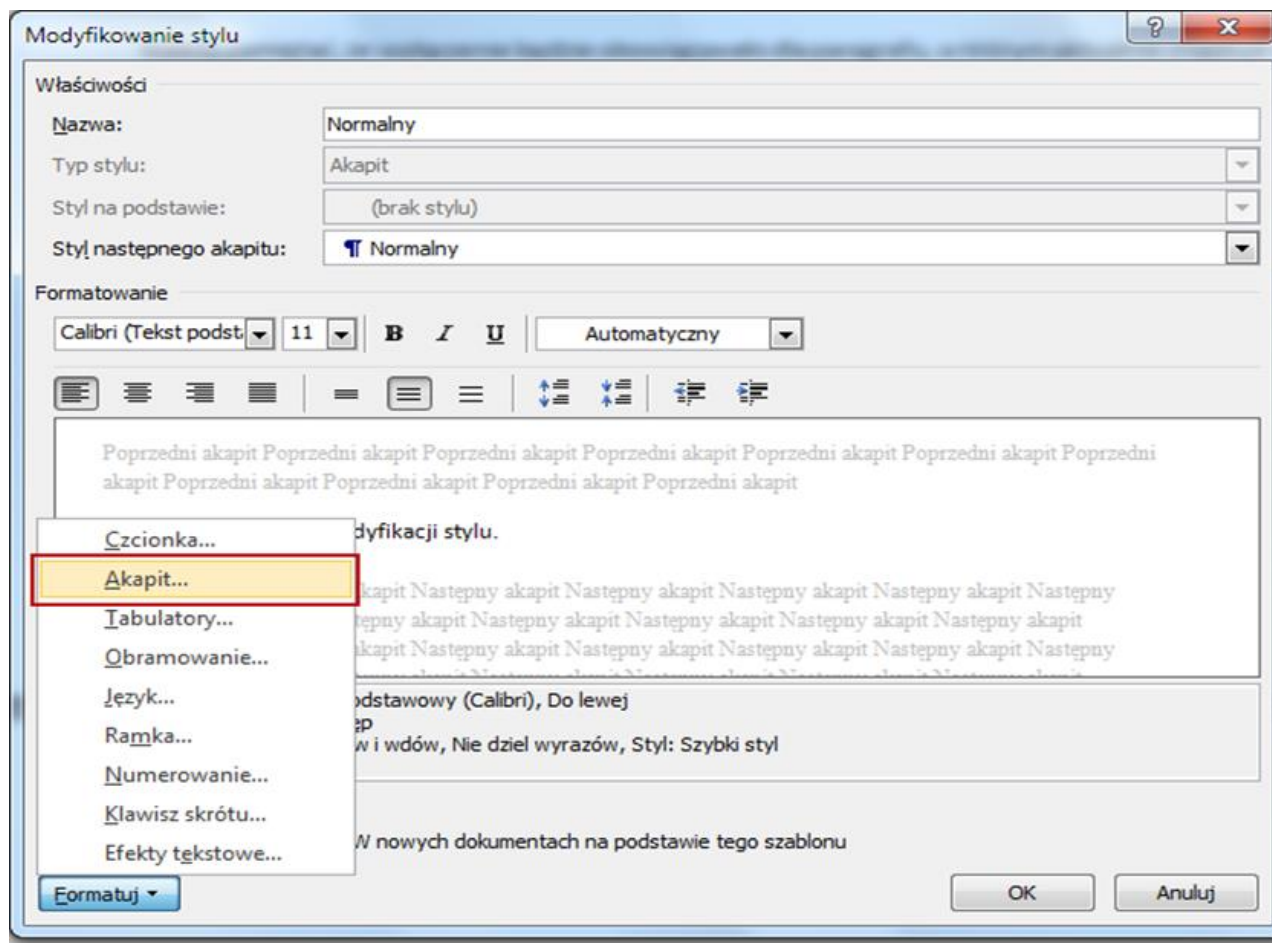 Modyfikowanie stylu
Właściwości
Nazwa:
Normalny
Typ stylu:
Akapit
Styl na podstawie:
(brak stylu)
Styl następnego akapitu:
¶ Normalny
Formatowanie
Calibri (Tekst podst
11
B I U
Automatyczny
Poprzedni akapit Poprzedni akapit Poprzedni akapit Poprzedni akapit Poprzedni akapit Poprzedni akapit Poprzedni
akapit Poprzedni akapit Poprzedni akapit Poprzedni akapit Poprzedni akapit
dyfikacji stylu.
kapit Następny akapit Następny akapit Następny akapit Następny akapit Następny
tępny akapit Następny akapit Następny akapit Następny akapit Następny akapit
kapit Następny akapit Następny akapit Następny akapit Następny akapit Następny
Czcionka...
Akapit...
Tabulatory...
Obramowanie...
Język...
Ramka...
Numerowanie...
Klawisz skrótu...
Efekty tekstowe...
odstawowy (Calibri), Do lewej
ęp
w i wdów, Nie dziel wyrazów, Styl: Szybki styl
W nowych dokumentach na podstawie tego szablonu
Formatuj
OK
Anuluj